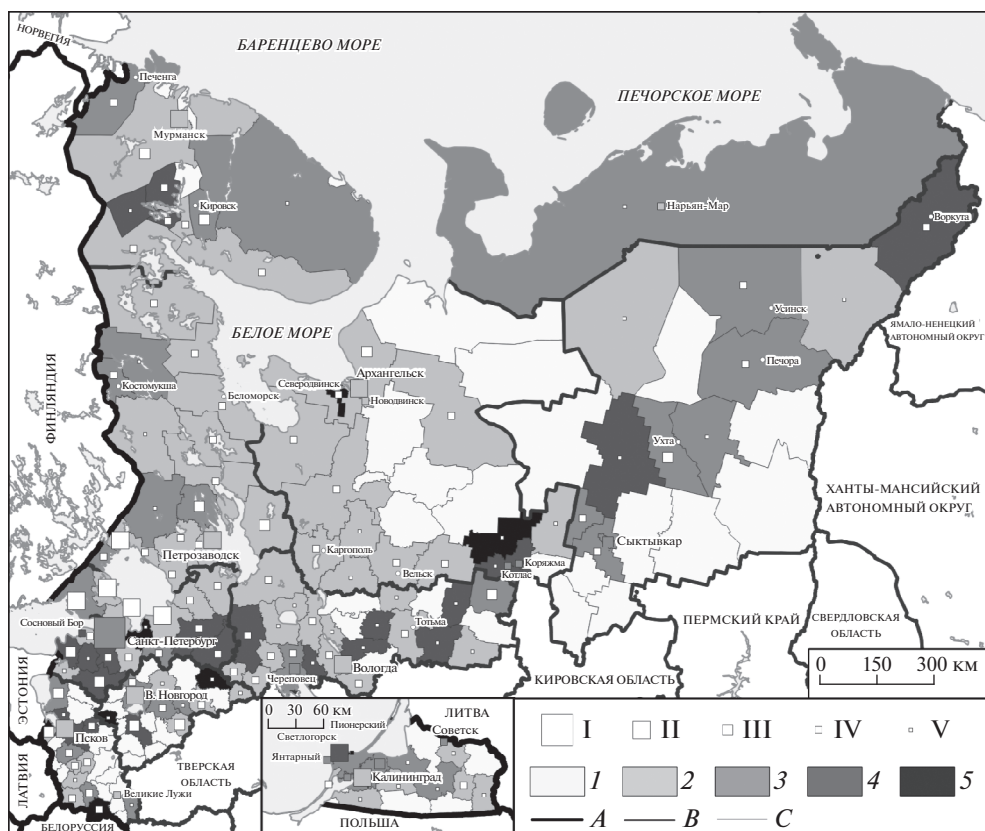 НОРВЕГИЯ
БАРЕНЦЕВО МОРЕ
Печенга
ПЕЧОРСКОЕ МОРЕ
Мурманск
Кировск
Нарьян-Мар
Воркута
Усинск
ЯМАЛО-НЕНЕЦКИЙ
АВТОНОМНЫЙ ОКРУГ
БЕЛОЕ МОРЕ
Печора
Архангельск
Северодвинск
Новодвинск
Костомукша
Беломорск
ФИНЛЯНДИЯ
Ухта
ХАНТЫ-МАНСИЙСКИЙ
АВТОНОМНЫЙ ОКРУГ
Петрозаводск
Каргополь
Сыктывкар
Коряжма
Котлас
Вельск
Сосновый Бор
Санкт-Петербург
Тотьма
ПЕРМСКИЙ КРАЙ
СВЕРДЛОВСКАЯ
ОБЛАСТЬ
Вологда
Череповец
КИРОВСКАЯ ОБЛАСТЬ
0 150 300 км
ЭСТОНИЯ
В. Новгород
Псков
ТВЕРСКАЯ
ОБЛАСТЬ
ЛАТВИЯ
Великие Луки
БЕЛОРУССИЯ
0 30 60 км
Пионерский
Светлогорск
ЛИТВА
Советск
Янтарный
Калининград
ПОЛЬША
I II III IV V
1 2 3 4 5
A B C